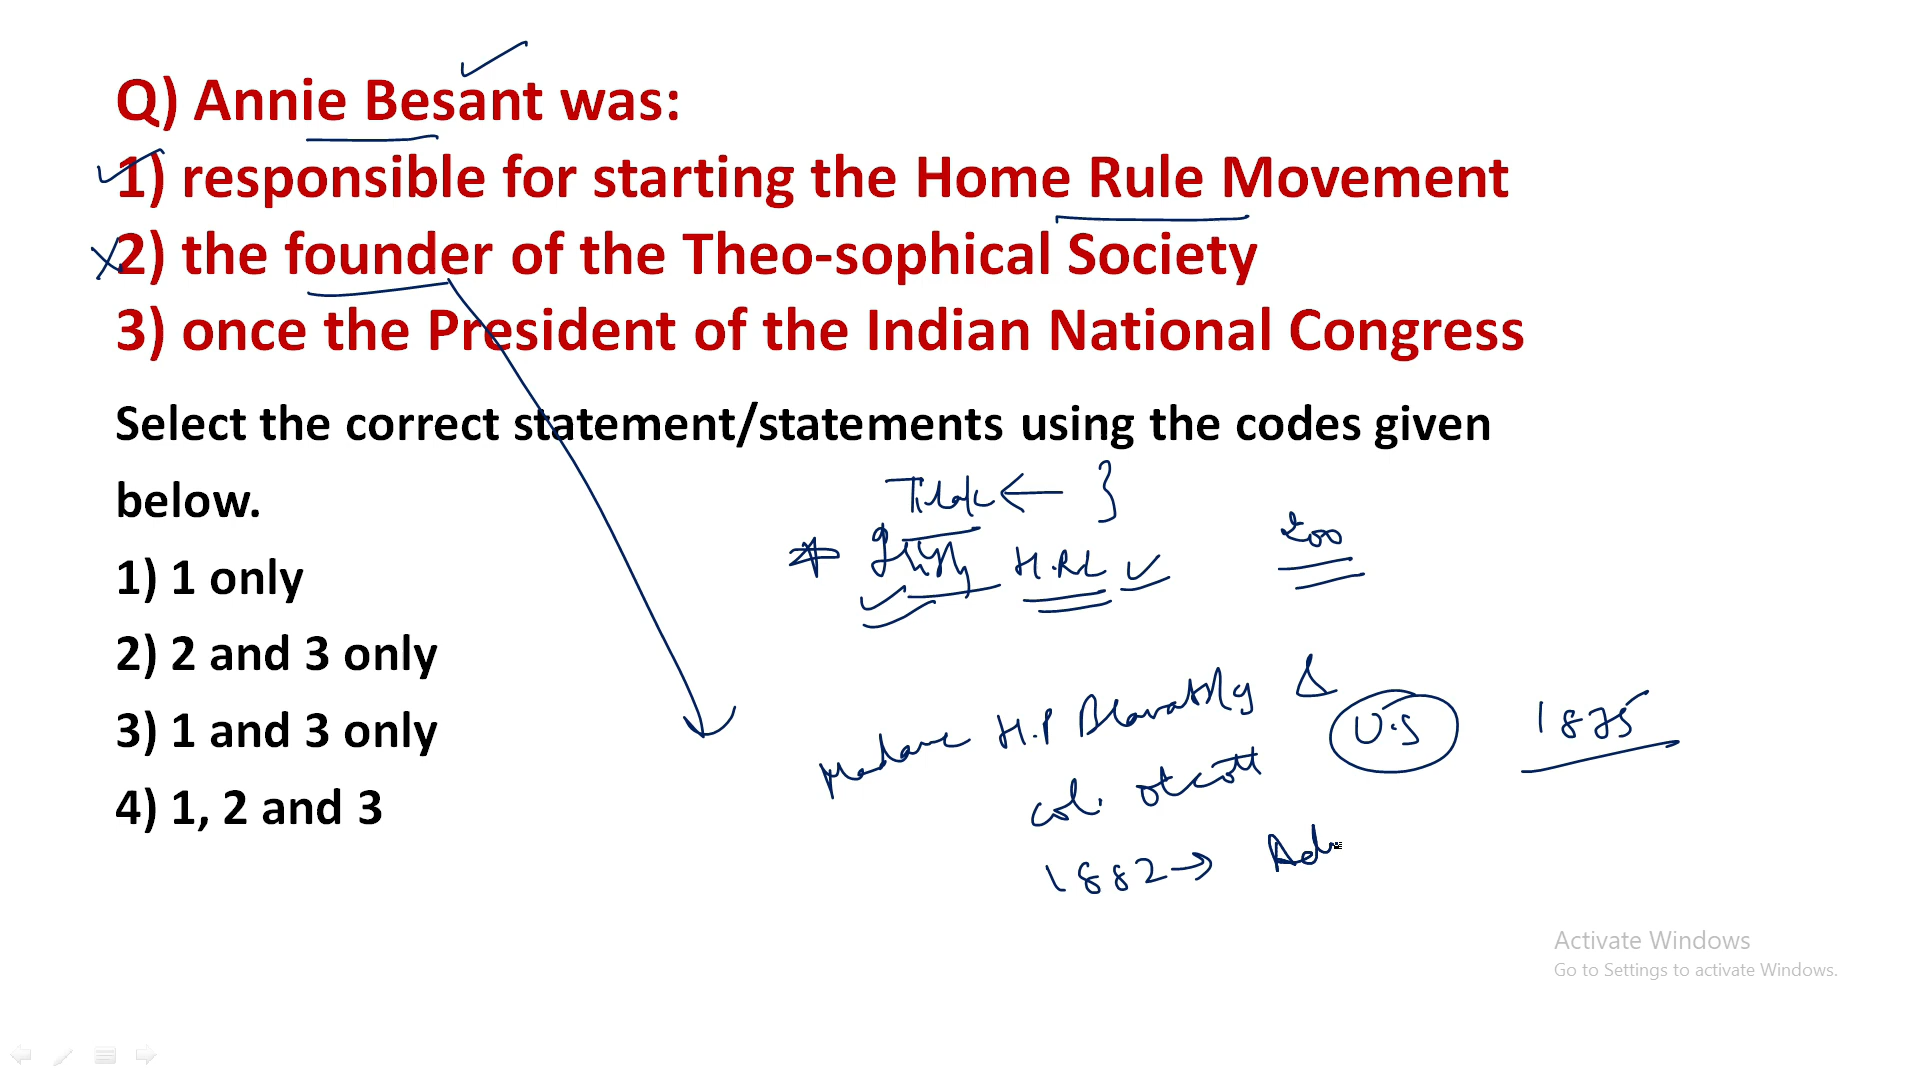 Q) Annie Besant was:
1) responsible for starting the Home Rule Movement
2) the founder of the Theo-sophical Society
3) once the President of the Indian National Congress
Select the correct statement/statements using the codes given
below.
1) 1 only
2) 2 and 3 only
3) 1 and 3 only
4) 1, 2 and 3
Tilak ← }
H.RL
200
Madame H.P Blavatsky &
U.S 1875
col. olcott
1882 → Ad
Activate Windows
Go to Settings to activate Windows.